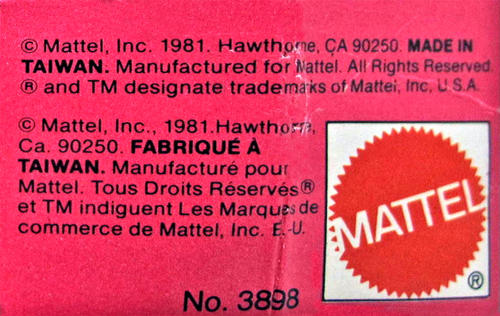 © Mattel, Inc. 1981. Hawthorne, CA 90250. MADE IN
TAIWAN. Manufactured for Mattel. All Rights Reserved.
® and TM designate trademarks of Mattel, Inc, U.S.A.
© Mattel, Inc., 1981. Hawthorne,
Ca. 90250. FABRIQUÉ À
TAIWAN. Manufacturé pour
Mattel. Tous Droits Réservés®
et TM indiguent Les Marques de
commerce de Mattel, Inc. E.-U.
MATTEL
®
No. 3898